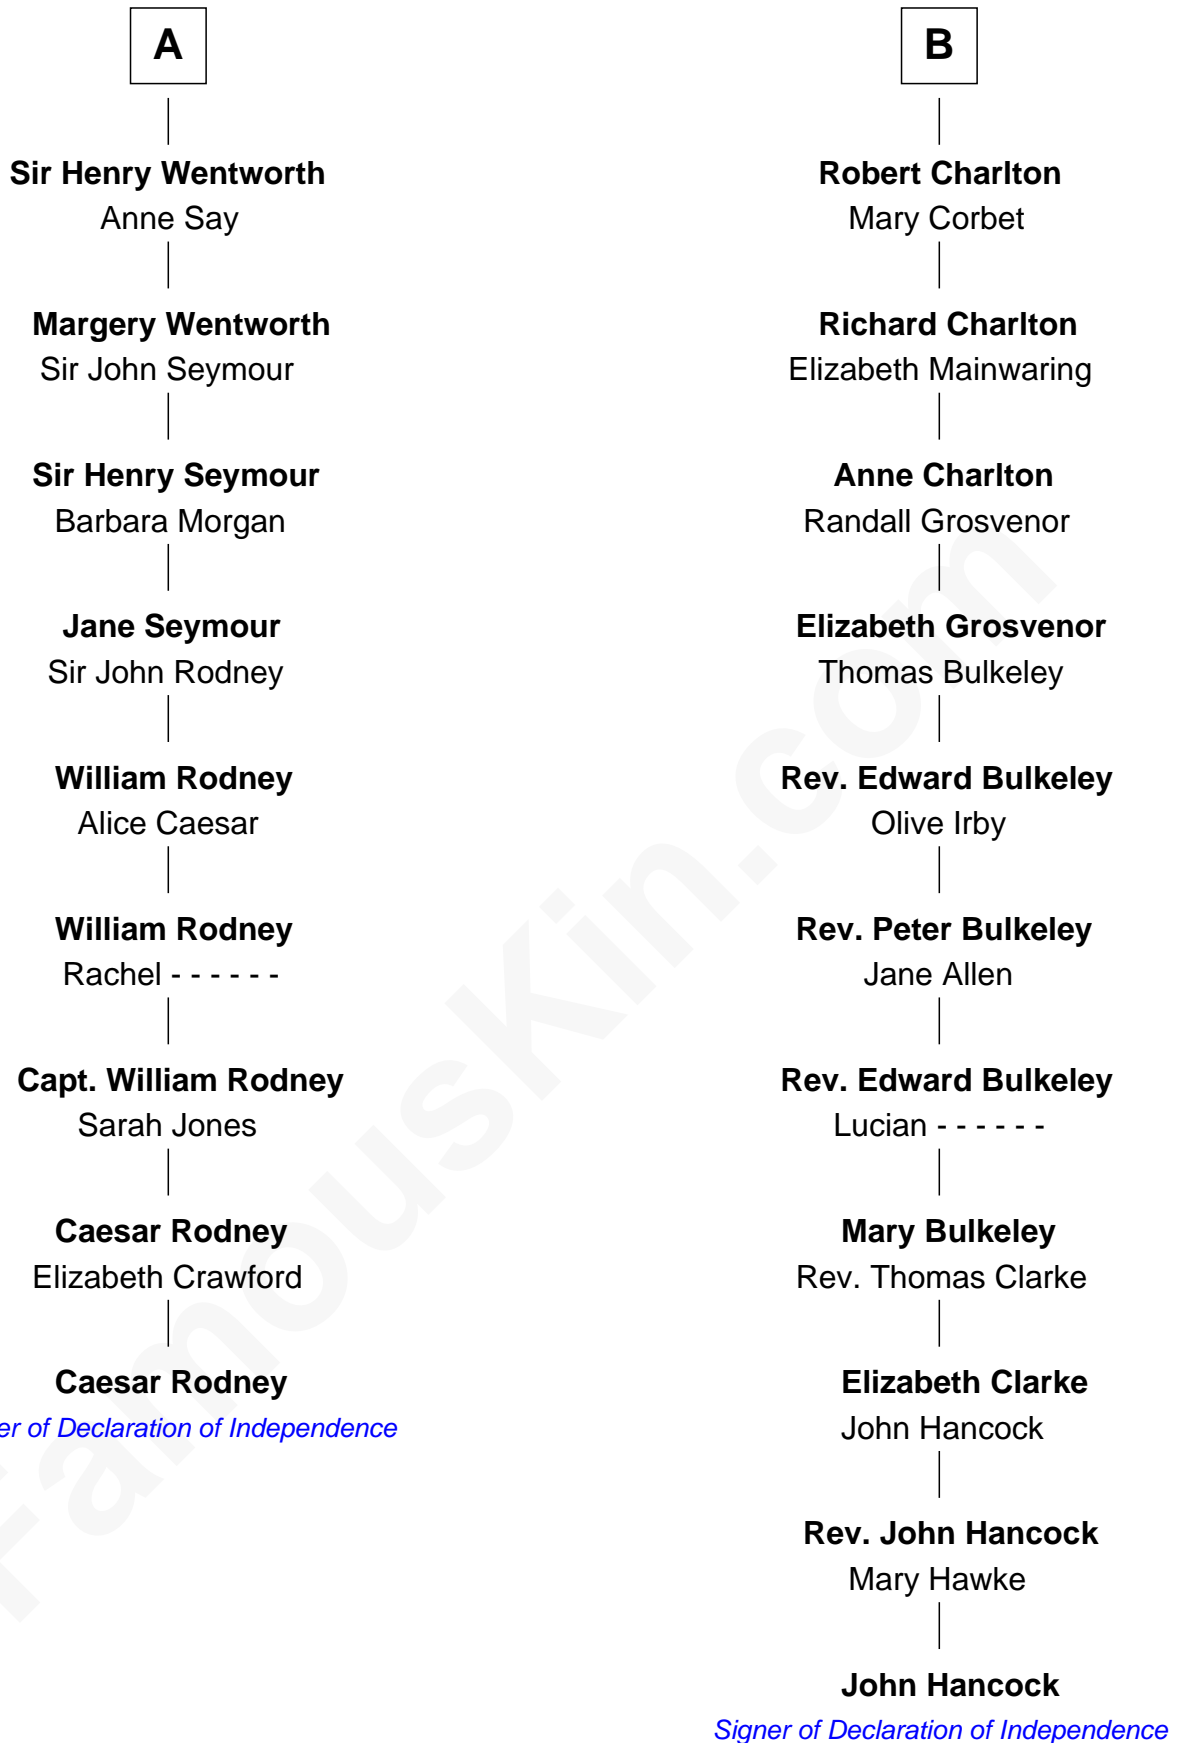 A
Sir Henry Wentworth
Anne Say
Margery Wentworth
Sir John Seymour
Sir Henry Seymour
Barbara Morgan
Jane Seymour
Sir John Rodney
William Rodney
Alice Caesar
William Rodney
Rachel - - - - - -
Capt. William Rodney
Sarah Jones
Caesar Rodney
Elizabeth Crawford
Caesar Rodney
er of Declaration of Independence
B
Robert Charlton
Mary Corbet
Richard Charlton
Elizabeth Mainwaring
Anne Charlton
Randall Grosvenor
Elizabeth Grosvenor
Thomas Bulkeley
Rev. Edward Bulkeley
Olive Irby
Rev. Peter Bulkeley
Jane Allen
Rev. Edward Bulkeley
Lucian - - - - - -
Mary Bulkeley
Rev. Thomas Clarke
Elizabeth Clarke
John Hancock
Rev. John Hancock
Mary Hawke
John Hancock
Signer of Declaration of Independence
FamousKin.com